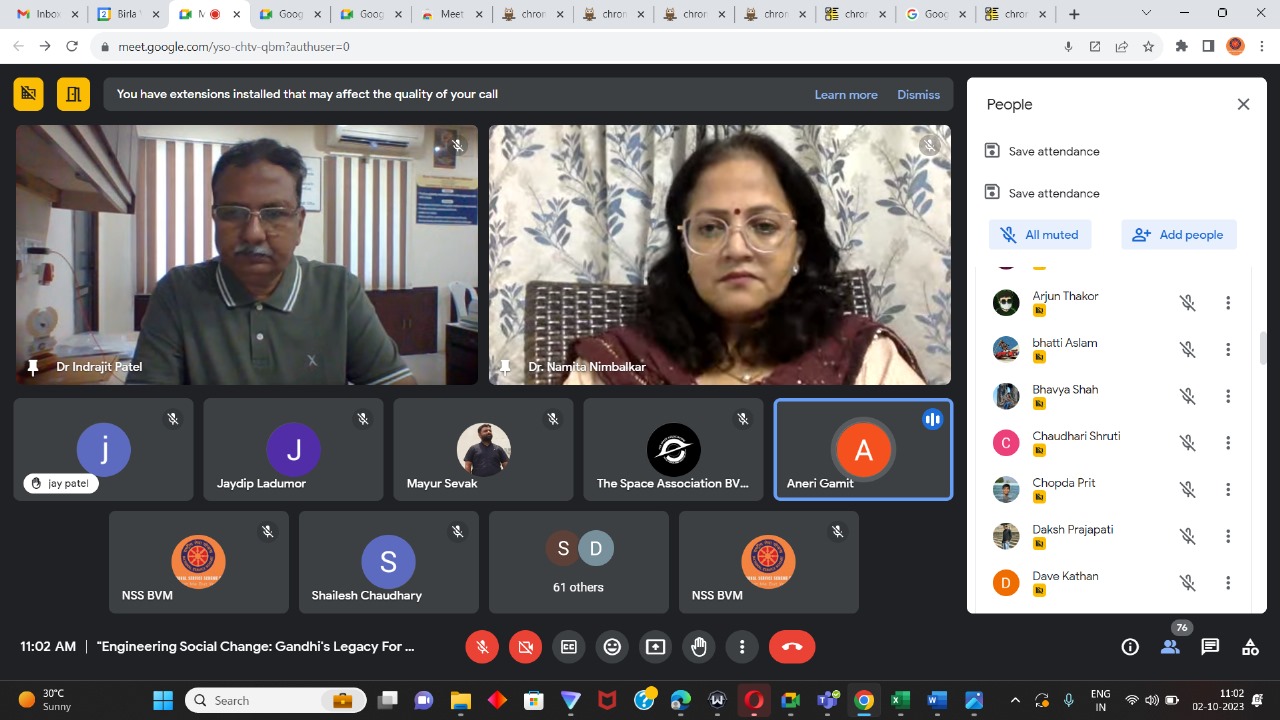 Inbox
Birla
M
Goog
Goog
Meet
chron
chron
chron
chron
chron
Goog
chron
meet.google.com/yso-chtv-qbm?authuser=0
You have extensions installed that may affect the quality of your call
Learn more
Dismiss
People
Save attendance
Save attendance
All muted
Add people
Dr Indrajit Patel
Dr. Namita Nimbalkar
Arjun Thakor
bhatti Aslam
Bhavya Shah
C
Chaudhari Shruti
Chopda Prit
Daksh Prajapati
D
Dave Kathan
j
jay patel
J
Jaydip Ladumor
Mayur Sevak
The Space Association BV...
A
Aneri Gamit
NSS BVM
S
Shailesh Chaudhary
S D
61 others
NSS BVM
11:02 AM | "Engineering Social Change: Gandhi's Legacy For ...
76
30°C
Sunny
Search
ENG
IN
11:02
02-10-2023